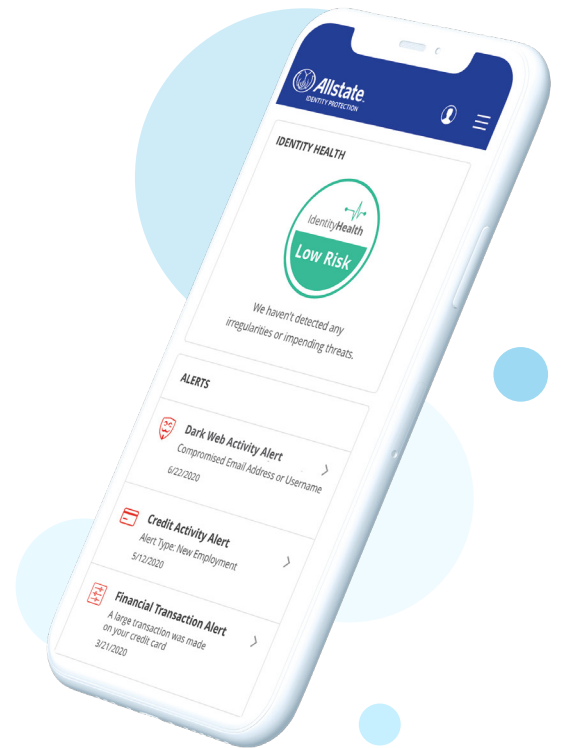 Allstate™
IDENTITY PROTECTION
IDENTITY HEALTH
IdentityHealth
Low Risk
We haven't detected any
irregularities or impending threats.
ALERTS
Dark Web Activity Alert
Compromised Email Address or Username
6/22/2020
Credit Activity Alert
Alert Type: New Employment
5/12/2020
Financial Transaction Alert
A large transaction was made
on your credit card
3/21/2020